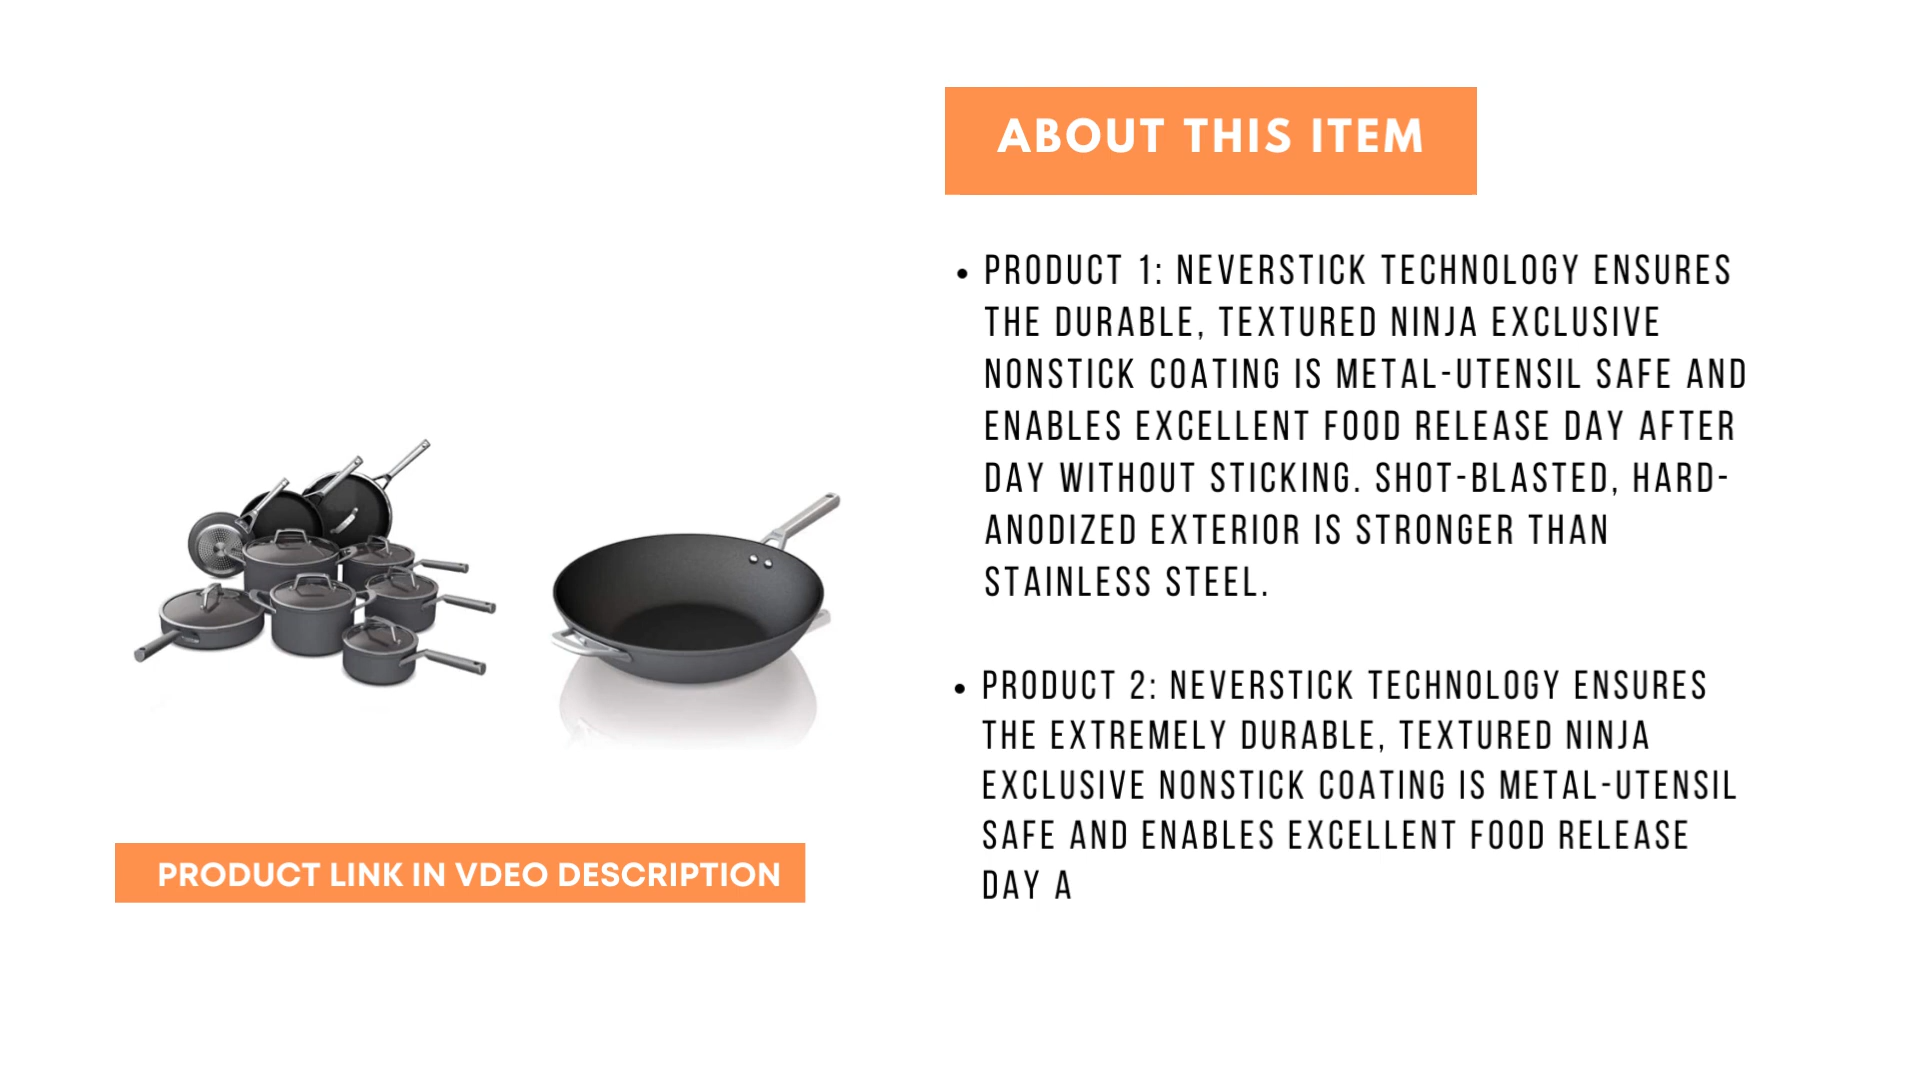 ABOUT THIS ITEM
• PRODUCT 1: NEVERSTICK TECHNOLOGY ENSURES
THE DURABLE, TEXTURED NINJA EXCLUSIVE
NONSTICK COATING IS METAL-UTENSIL SAFE AND
ENABLES EXCELLENT FOOD RELEASE DAY AFTER
DAY WITHOUT STICKING. SHOT-BLASTED, HARD-
ANODIZED EXTERIOR IS STRONGER THAN
STAINLESS STEEL.
• PRODUCT 2: NEVERSTICK TECHNOLOGY ENSURES
THE EXTREMELY DURABLE, TEXTURED NINJA
EXCLUSIVE NONSTICK COATING IS METAL-UTENSIL
SAFE AND ENABLES EXCELLENT FOOD RELEASE
DAY A
PRODUCT LINK IN VDEO DESCRIPTION